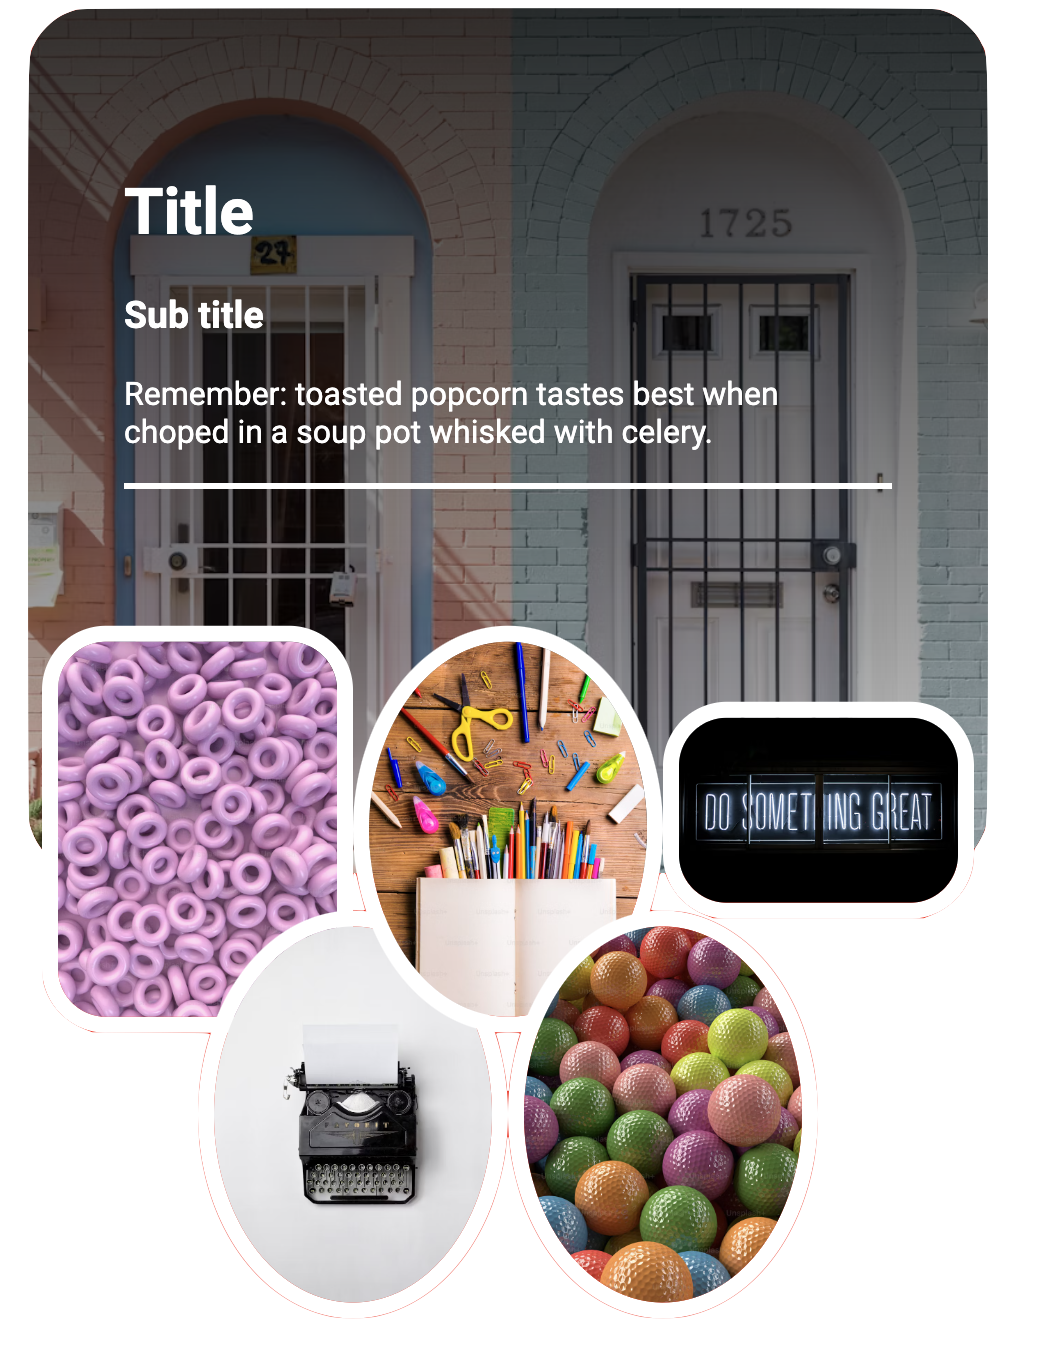 Title
27
1725
Sub title
Remember: toasted popcorn tastes best when
choped in a soup pot whisked with celery.
DO SOMETHING GREAT